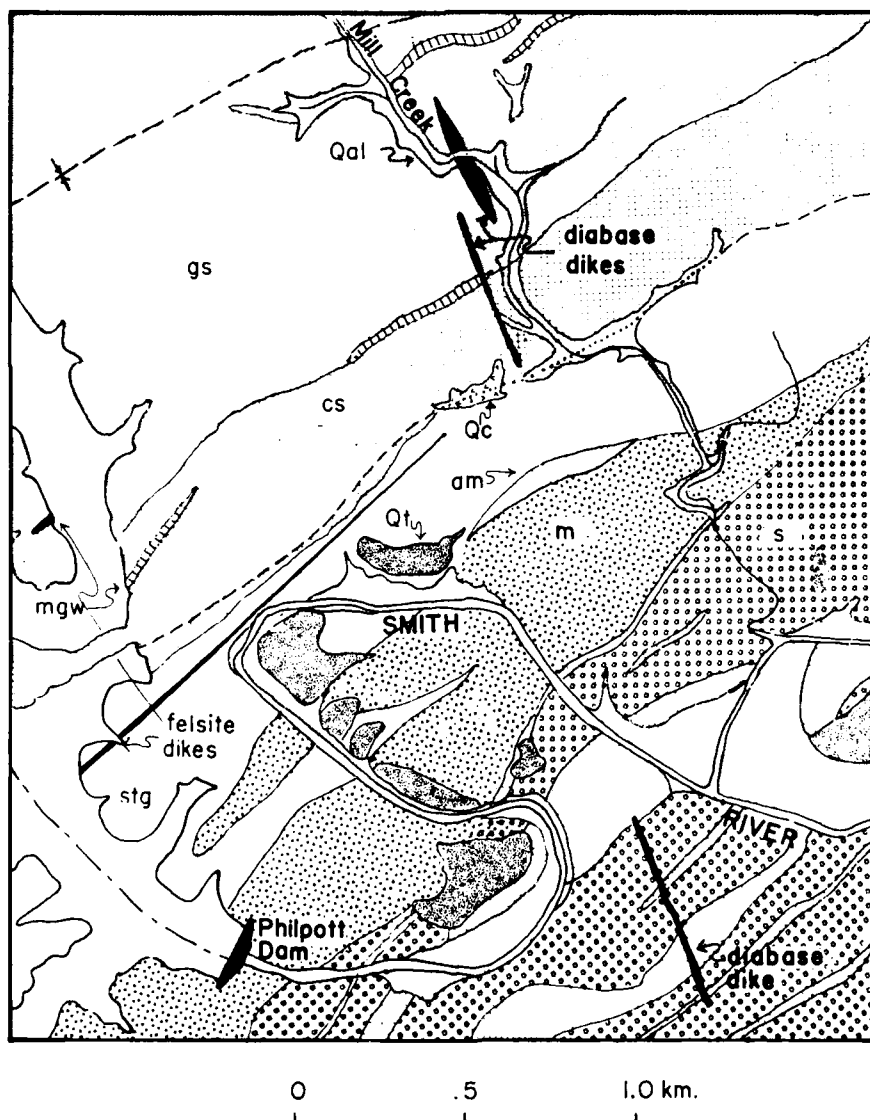 Mill
Creek
Qal
gs
diabase
dikes
cs
Qc
am
Qt
m
s
mgw
SMITH
felsite
dikes
stg
RIVER
Philpott
Dam
diabase
dike
0 .5 1.0 km.